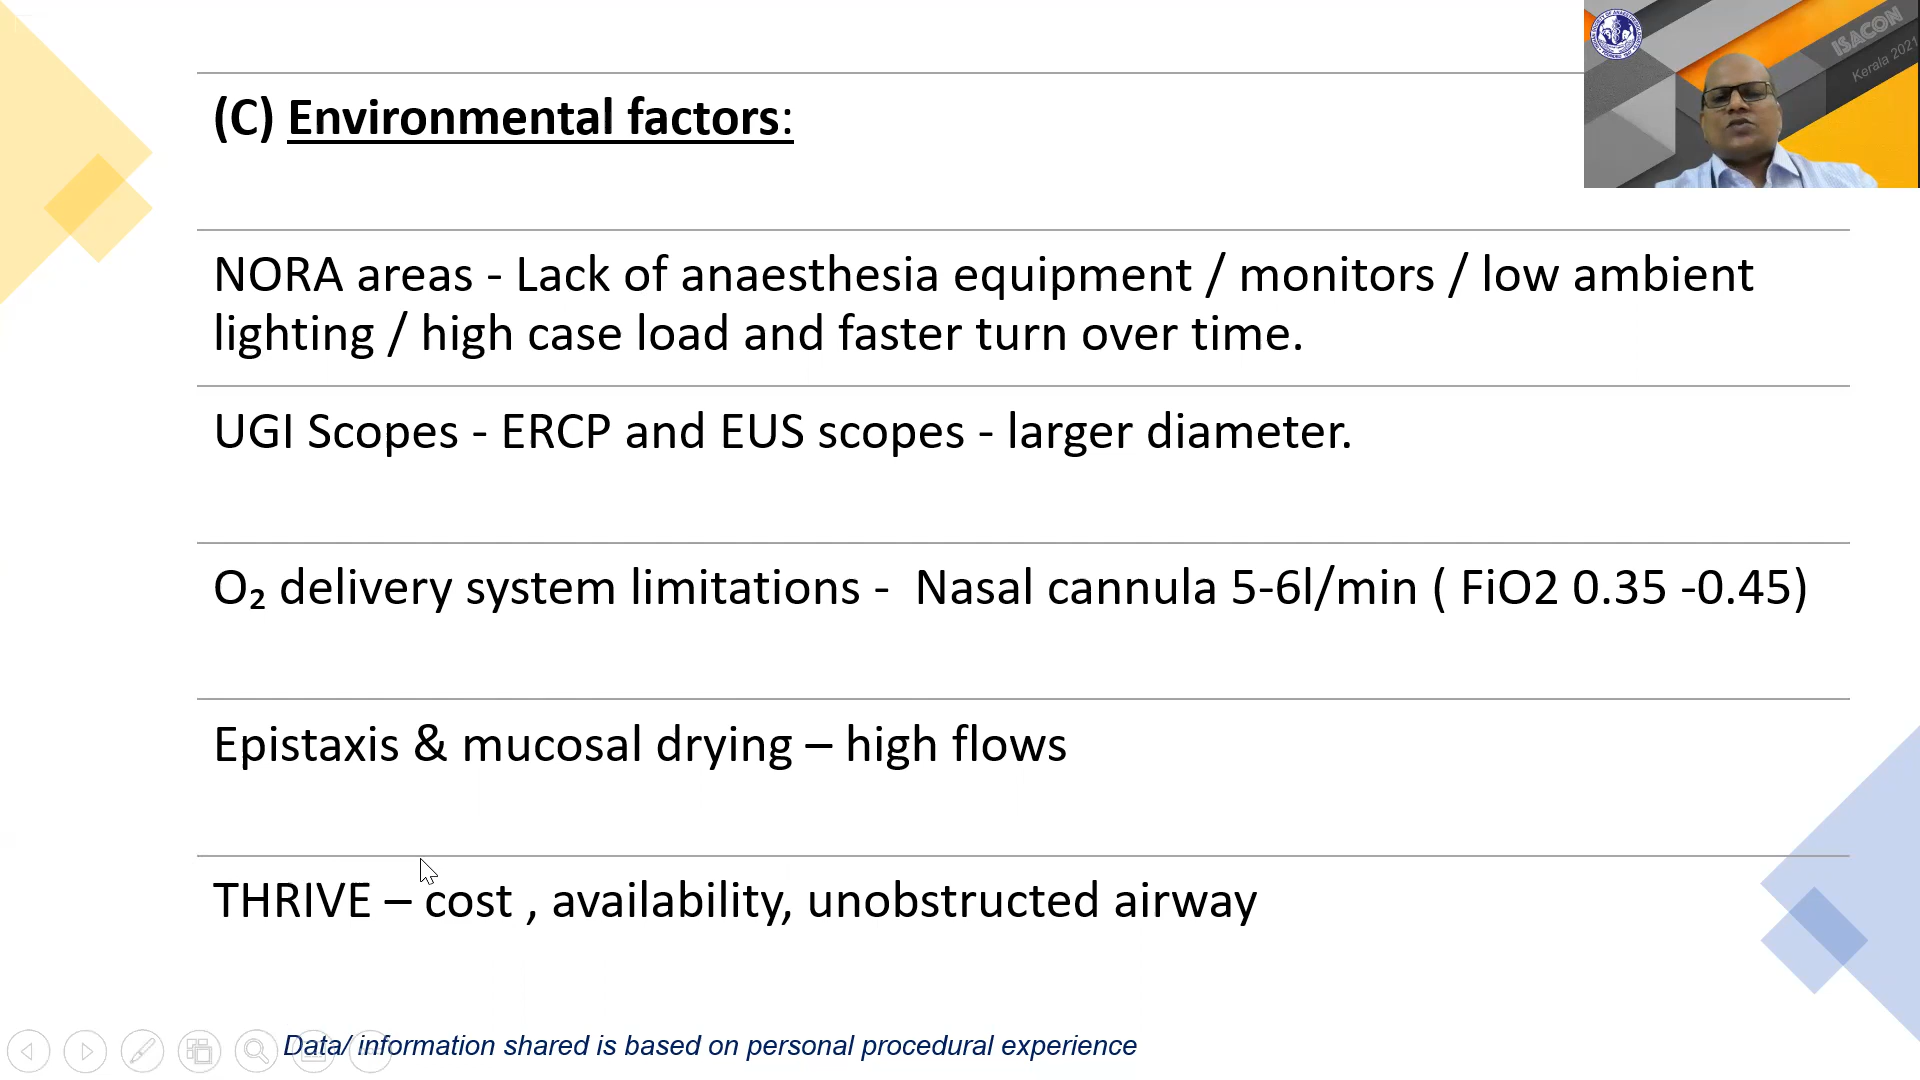 (C) Environmental factors:
ISACON
Kerala 2021
NORA areas - Lack of anaesthesia equipment / monitors / low ambient
lighting / high case load and faster turn over time.
UGI Scopes - ERCP and EUS scopes - larger diameter.
O₂ delivery system limitations -  Nasal cannula 5-6l/min ( FiO2 0.35 -0.45)
Epistaxis & mucosal drying – high flows
THRIVE – cost , availability, unobstructed airway
Data/ information shared is based on personal procedural experience